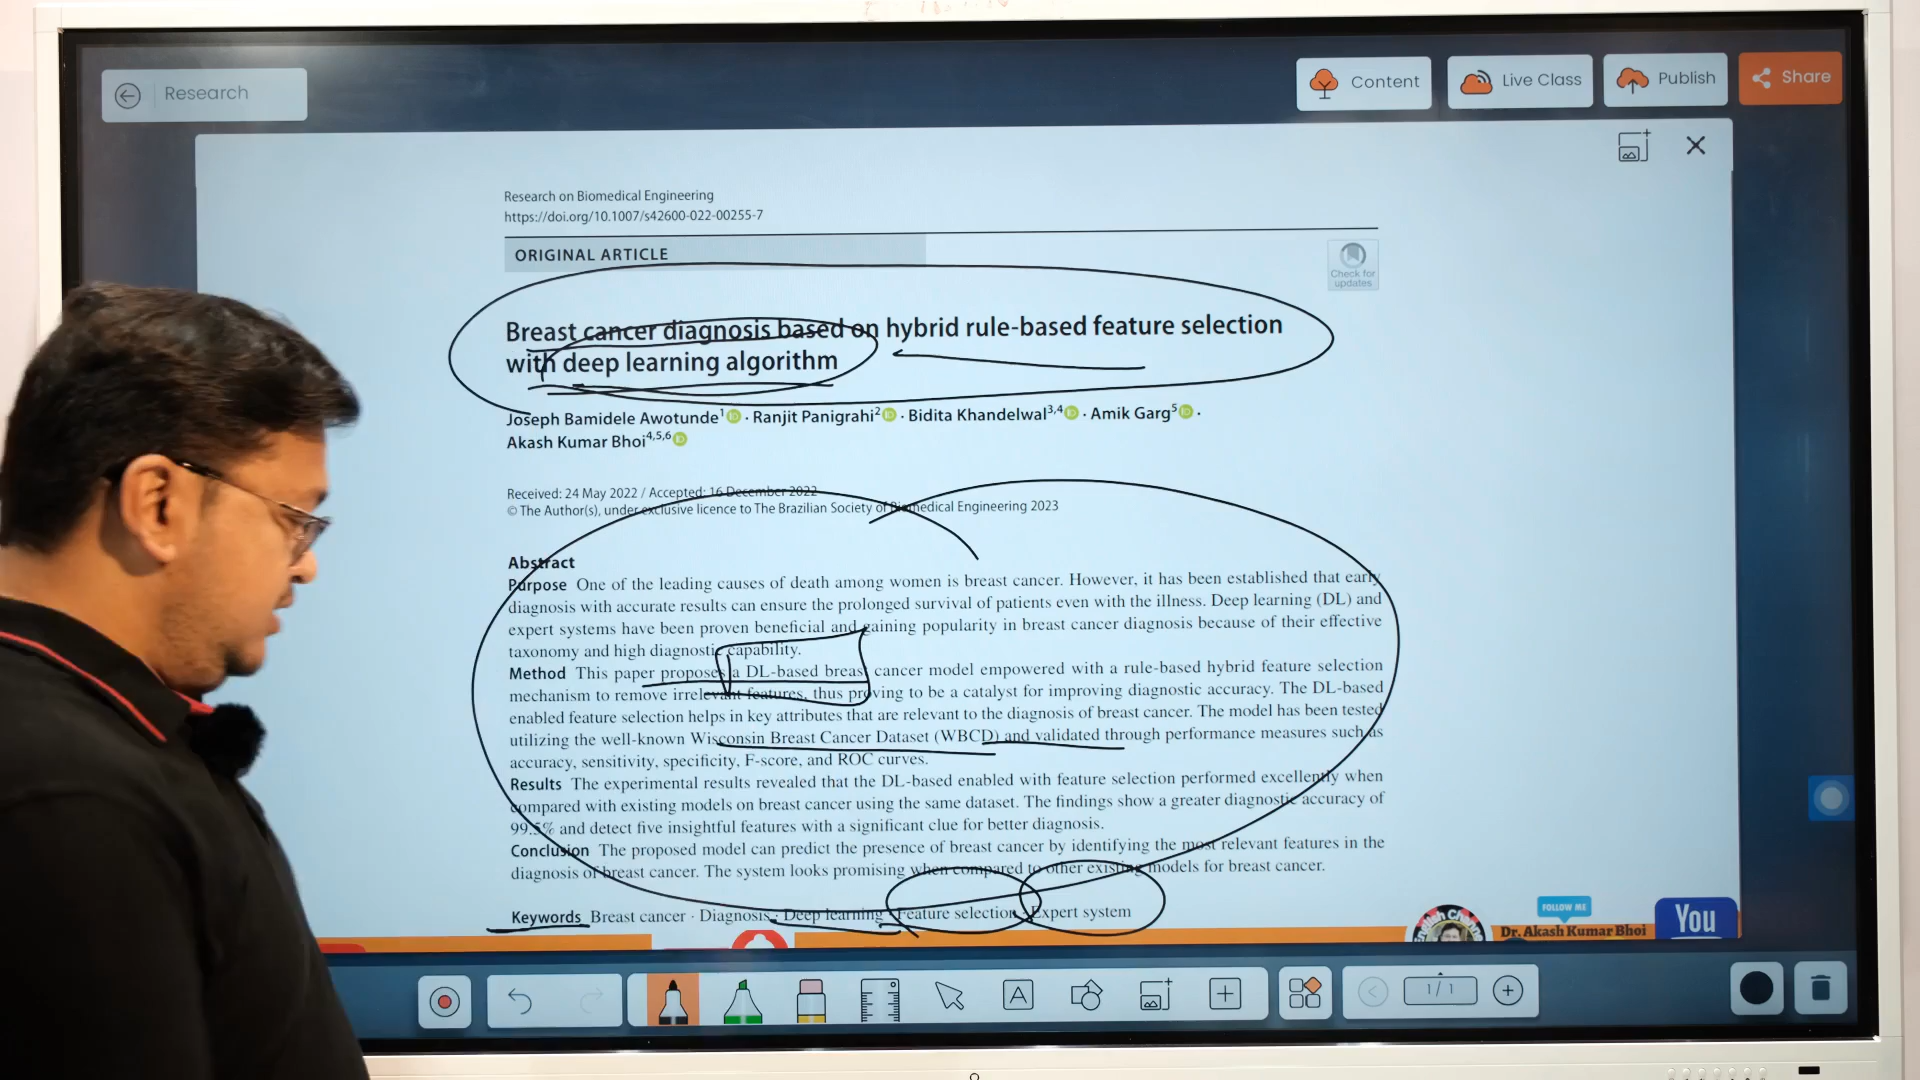 Research
Content
Live Class
Publish
Share
Research on Biomedical Engineering
https://doi.org/10.1007/s42600-022-00255-7
ORIGINAL ARTICLE
Check for
updates
Breast cancer diagnosis based on hybrid rule-based feature selection
with deep learning algorithm
Joseph Bamidele Awotunde1 · Ranjit Panigrahi2 · Bidita Khandelwal3,4 · Amik Garg5 ·
Akash Kumar Bhoi4,5,6
Received: 24 May 2022 / Accepted: 16 December 2022
© The Author(s), under exclusive licence to The Brazilian Society of Biomedical Engineering 2023
Abstract
Purpose One of the leading causes of death among women is breast cancer. However, it has been established that early
diagnosis with accurate results can ensure the prolonged survival of patients even with the illness. Deep learning (DL) and
expert systems have been proven beneficial and gaining popularity in breast cancer diagnosis because of their effective
taxonomy and high diagnostic capability.
Method This paper proposes a DL-based breast cancer model empowered with a rule-based hybrid feature selection
mechanism to remove irrelevant features, thus proving to be a catalyst for improving diagnostic accuracy. The DL-based
enabled feature selection helps in key attributes that are relevant to the diagnosis of breast cancer. The model has been tested
utilizing the well-known Wisconsin Breast Cancer Dataset (WBCD) and validated through performance measures such as
accuracy, sensitivity, specificity, F-score, and ROC curves.
Results The experimental results revealed that the DL-based enabled with feature selection performed excellently when
compared with existing models on breast cancer using the same dataset. The findings show a greater diagnostic accuracy of
99.5% and detect five insightful features with a significant clue for better diagnosis.
Conclusion The proposed model can predict the presence of breast cancer by identifying the most relevant features in the
diagnosis of breast cancer. The system looks promising when compared to other existing models for breast cancer.
Keywords Breast cancer · Diagnosis · Deep learning · Feature selection · Expert system
FOLLOW ME
Dr. Akash Kumar Bhoi
You
A
1/1